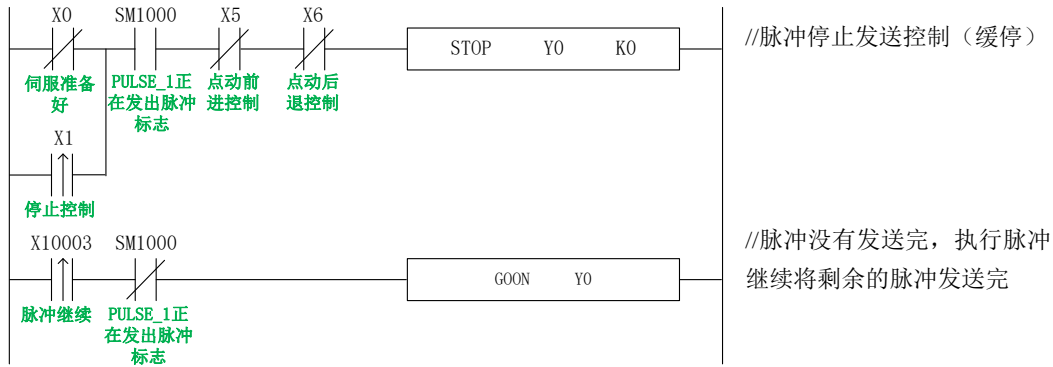 X0 SM1000 X5 X6
STOP Y0 K0
//脉冲停止发送控制（缓停）
伺服准备
好
PULSE_1正
在发出脉冲
标志
点动前
进控制
点动后
退控制
X1
停止控制
X10003 SM1000
GOON Y0
//脉冲没有发送完，执行脉冲
继续将剩余的脉冲发送完
脉冲继续
PULSE_1正
在发出脉冲
标志